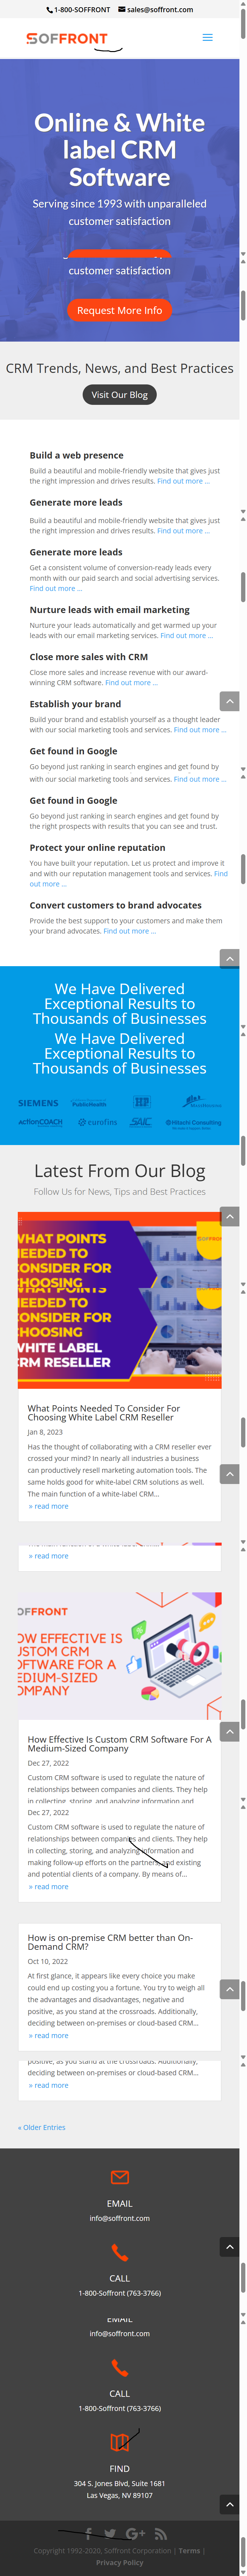 1-800-SOFFRONT sales@soffront.com
SOFFRONT
Online & White
label CRM
Software
Serving since 1993 with unparalleled
customer satisfaction
customer satisfaction
Request More Info
CRM Trends, News, and Best Practices
Visit Our Blog
Build a web presence
Build a beautiful and mobile-friendly website that gives just
the right impression and drives results. Find out more ...
Generate more leads
Build a beautiful and mobile-friendly website that gives just
the right impression and drives results. Find out more ...
Generate more leads
Get a consistent volume of conversion-ready leads every
month with our paid search and social advertising services.
Find out more ...
Nurture leads with email marketing
Nurture your leads automatically and get warmed up your
leads with our email marketing services. Find out more ...
Close more sales with CRM
Close more sales and increase revenue with our award-
winning CRM software. Find out more ...
Establish your brand
Build your brand and establish yourself as a thought leader
with our social marketing tools and services. Find out more ...
Get found in Google
Go beyond just ranking in search engines and get found by
with our social marketing tools and services. Find out more ...
Get found in Google
Go beyond just ranking in search engines and get found by
the right prospects with results that you can see and trust.
Protect your online reputation
You have built your reputation. Let us protect and improve it
and with our reputation management tools and services. Find
out more ...
Convert customers to brand advocates
Provide the best support to your customers and make them
your brand advocates. Find out more ...
We Have Delivered
Exceptional Results to
Thousands of Businesses
We Have Delivered
Exceptional Results to
Thousands of Businesses
SIEMENS PublicHealth HP
actionCOACH eurofins SAIC Hitachi Consulting
Latest From Our Blog
Follow Us for News, Tips and Best Practices
WHAT POINTS
NEEDED TO
CONSIDER FOR
CHOOSING
NEEDED TO
CONSIDER FOR
CHOOSING
WHITE LABEL
CRM RESELLER
What Points Needed To Consider For
Choosing White Label CRM Reseller
Jan 8, 2023
Has the thought of collaborating with a CRM reseller ever
crossed your mind? In nearly all industries a business
can productively resell marketing automation tools. The
same holds good for white-label CRM solutions as well.
The main function of a white-label CRM...
» read more
» read more
OFFRONT
OW EFFECTIVE IS
USTOM CRM
OFTWARE FOR A
EDIUM-SIZED
OMPANY
How Effective Is Custom CRM Software For A
Medium-Sized Company
Dec 27, 2022
Custom CRM software is used to regulate the nature of
relationships between companies and clients. They help
in collecting, storing, and analyzing information and
Dec 27, 2022
Custom CRM software is used to regulate the nature of
relationships between companies and clients. They help
in collecting, storing, and analyzing information and
making follow-up efforts on the part of both existing
and potential clients of a company. By means of...
» read more
How is on-premise CRM better than On-
Demand CRM?
Oct 10, 2022
At first glance, it appears like every choice you make
could end up costing you a fortune. You try to weigh all
the advantages and disadvantages, negative and
positive, as you stand at the crossroads. Additionally,
deciding between on-premises or cloud-based CRM...
» read more
positive, as you stand at the crossroads. Additionally,
deciding between on-premises or cloud-based CRM...
» read more
« Older Entries
EMAIL
info@soffront.com
CALL
1-800-Soffront (763-3766)
EMAIL
info@soffront.com
CALL
1-800-Soffront (763-3766)
FIND
304 S. Jones Blvd, Suite 1681
Las Vegas, NV 89107
Copyright 1992-2020, Soffront Corporation | Terms |
Privacy Policy